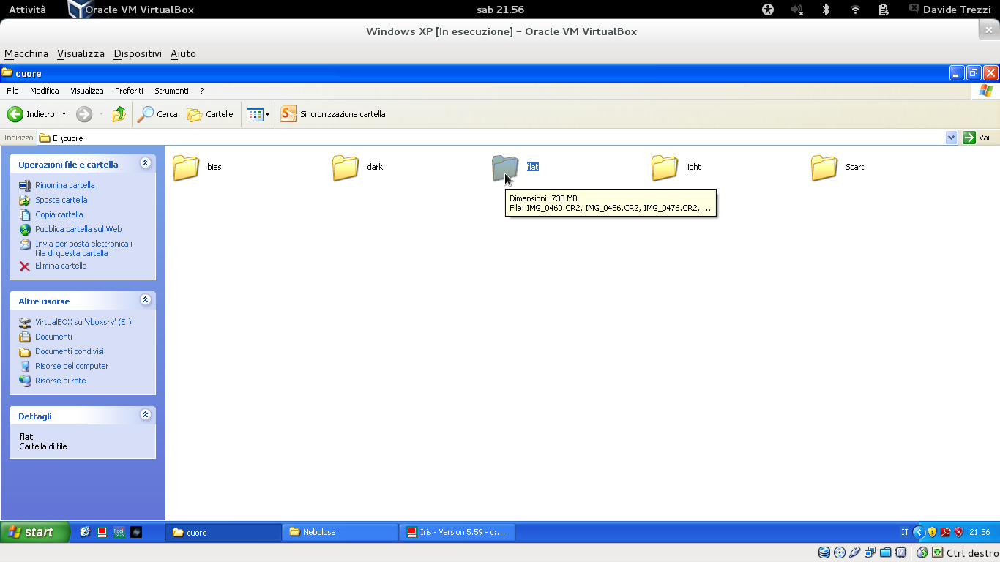 Attività Oracle VM VirtualBox sab 21.56 Davide Trezzi
Windows XP [In esecuzione] - Oracle VM VirtualBox
Macchina Visualizza Dispositivi Aiuto
cuore
File Modifica Visualizza Preferiti Strumenti ?
Indietro Cerca Cartelle Sincronizzazione cartella
Indirizzo E:\cuore Vai
Operazioni file e cartella
Rinomina cartella
Sposta cartella
Copia cartella
Pubblica cartella sul Web
Invia per posta elettronica i
file di questa cartella
Elimina cartella
Altre risorse
VirtualBOX su 'vboxsrv' (E:)
Documenti
Documenti condivisi
Risorse del computer
Risorse di rete
Dettagli
flat
Cartella di file
bias dark flat light Scarti
Dimensioni: 738 MB
File: IMG_0460.CR2, IMG_0456.CR2, IMG_0476.CR2, ...
start cuore Nebulosa Iris - Version 5.59 - c:... IT 21.56
Ctrl destro